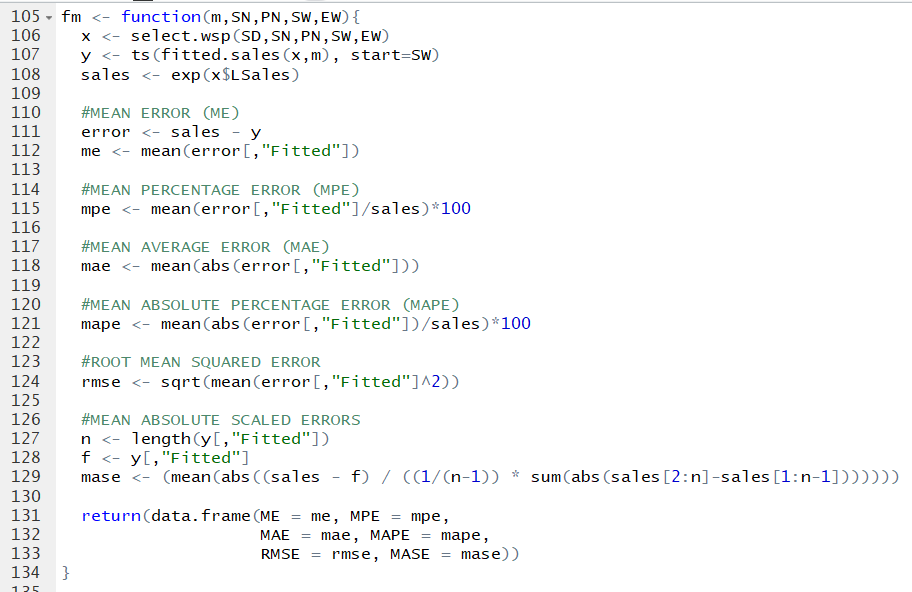 105 fm <- function(m,SN,PN,SW,EW){
106 x <- select.wsp(SD,SN,PN,SW,EW)
107 y <- ts(fitted.sales(x,m), start=SW)
108 sales <- exp(x$LSales)
109
110 #MEAN ERROR (ME)
111 error <- sales - y
112 me <- mean(error[,"Fitted"])
113
114 #MEAN PERCENTAGE ERROR (MPE)
115 mpe <- mean(error[,"Fitted"]/sales)*100
116
117 #MEAN AVERAGE ERROR (MAE)
118 mae <- mean(abs(error[,"Fitted"]))
119
120 #MEAN ABSOLUTE PERCENTAGE ERROR (MAPE)
121 mape <- mean(abs(error[,"Fitted"])/sales)*100
122
123 #ROOT MEAN SQUARED ERROR
124 rmse <- sqrt(mean(error[,"Fitted"]^2))
125
126 #MEAN ABSOLUTE SCALED ERRORS
127 n <- length(y[,"Fitted"])
128 f <- y[,"Fitted"]
129 mase <- (mean(abs((sales - f) / ((1/(n-1)) * sum(abs(sales[2:n]-sales[1:n-1]))))))
130
131 return(data.frame(ME = me, MPE = mpe,
132 MAE = mae, MAPE = mape,
133 RMSE = rmse, MASE = mase))
134 }
135